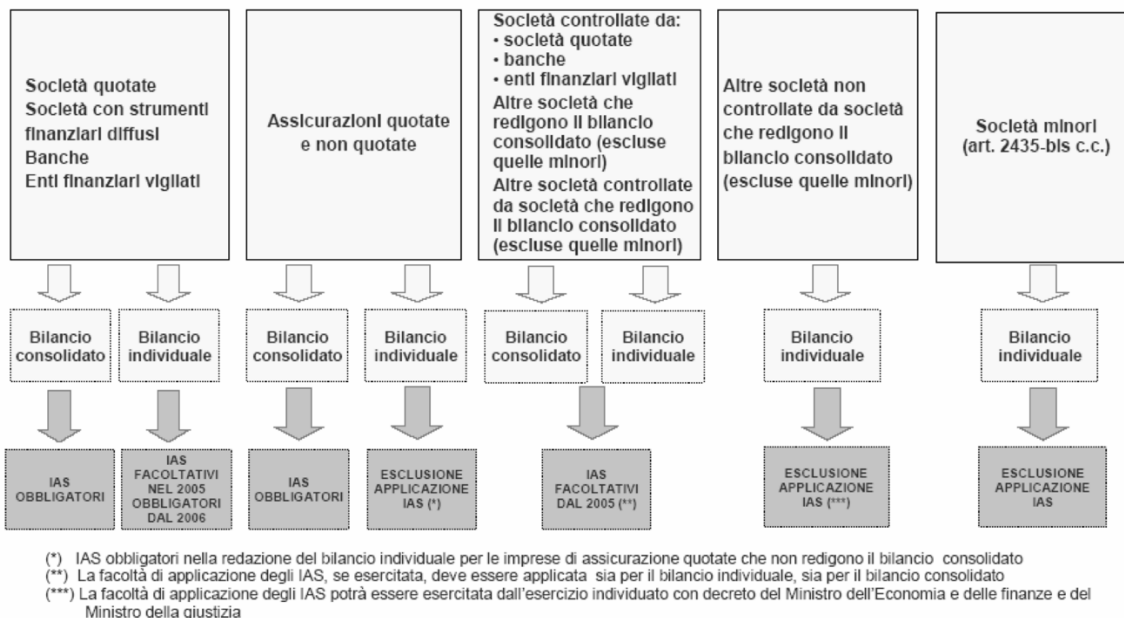 Società quotate
Società con strumenti
finanziari diffusi
Banche
Enti finanziari vigilati
Assicurazioni quotate
e non quotate
Società controllate da:
• società quotate
• banche
• enti finanziari vigilati
Altre società che
redigono il bilancio
consolidato (escluse
quelle minori)
Altre società controllate
da società che redigono
il bilancio consolidato
(escluse quelle minori)
Altre società non
controllate da società
che redigono il
bilancio consolidato
(escluse quelle minori)
Società minori
(art. 2435-bis c.c.)
Bilancio
consolidato
Bilancio
individuale
Bilancio
consolidato
Bilancio
individuale
Bilancio
consolidato
Bilancio
individuale
Bilancio
individuale
Bilancio
individuale
IAS
OBBLIGATORI
IAS
FACOLTATIVI
NEL 2005
OBBLIGATORI
DAL 2006
IAS
OBBLIGATORI
ESCLUSIONE
APPLICAZIONE
IAS (*)
IAS
FACOLTATIVI
DAL 2005 (**)
ESCLUSIONE
APPLICAZIONE
IAS (***)
ESCLUSIONE
APPLICAZIONE
IAS
(*) IAS obbligatori nella redazione del bilancio individuale per le imprese di assicurazione quotate che non redigono il bilancio consolidato
(**) La facoltà di applicazione degli IAS, se esercitata, deve essere applicata sia per il bilancio individuale, sia per il bilancio consolidato
(***) La facoltà di applicazione degli IAS potrà essere esercitata dall'esercizio individuato con decreto del Ministro dell'Economia e delle finanze e del
Ministro della giustizia